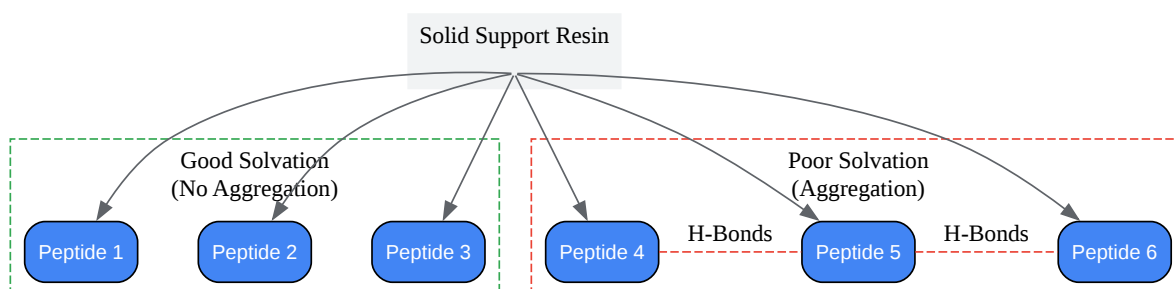 Solid Support Resin
Good Solvation
(No Aggregation)
Poor Solvation
(Aggregation)
H-Bonds
H-Bonds
Peptide 1
Peptide 2
Peptide 3
Peptide 4
Peptide 5
Peptide 6